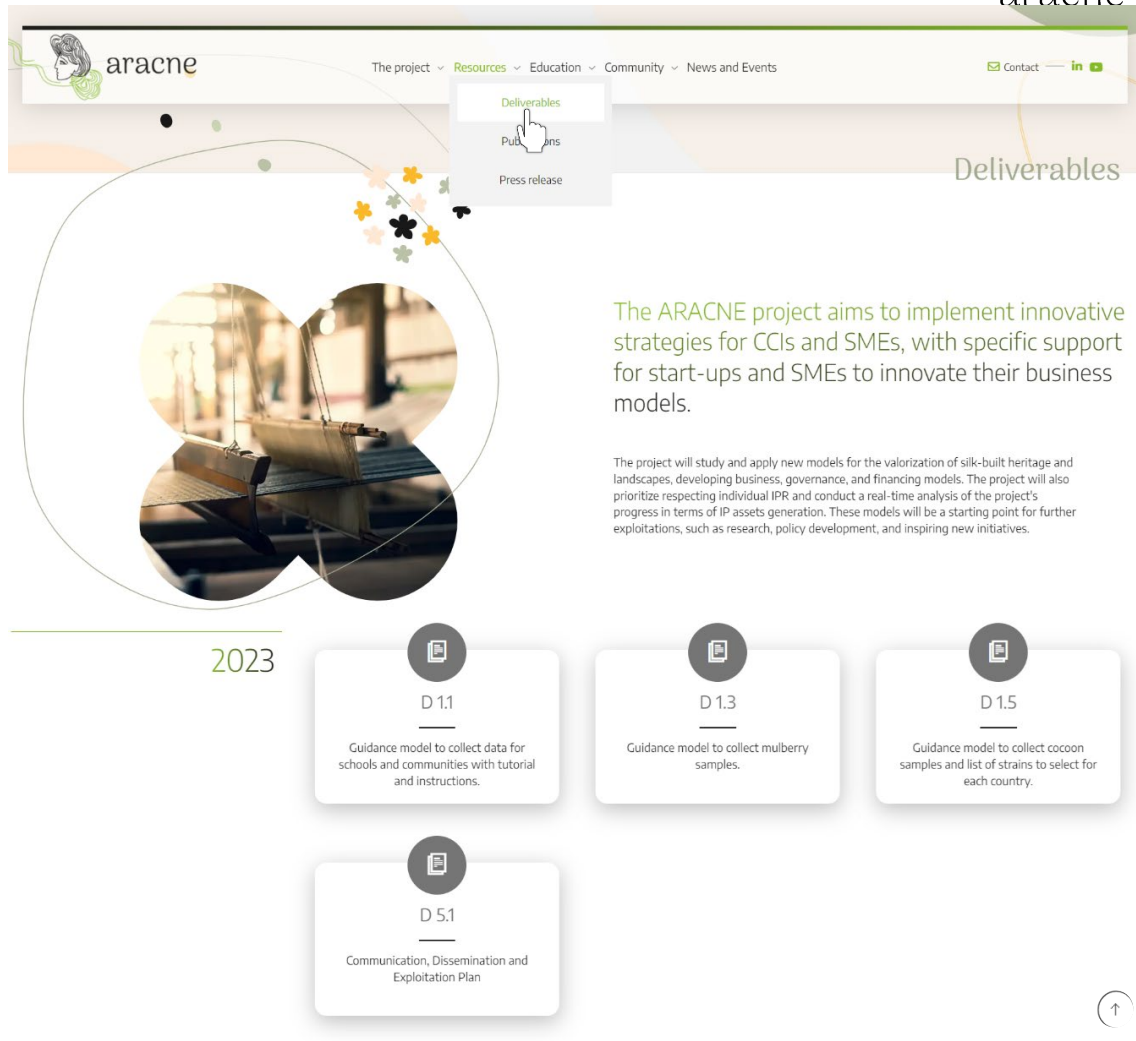 aracne
aracne
The project
Resources
Education
Community
News and Events
Contact
in
Deliverables
Press release
Deliverables
The ARACNE project aims to implement innovative
strategies for CCIs and SMEs, with specific support
for start-ups and SMEs to innovate their business
models.
The project will study and apply new models for the valorization of silk-built heritage and
landscapes, developing business, governance, and financing models. The project will also
prioritize respecting individual IPR and conduct a real-time analysis of the project's
progress in terms of IP assets generation. These models will be a starting point for further
exploitations, such as research, policy development, and inspiring new initiatives.
2023
D 1.1
Guidance model to collect data for
schools and communities with tutorial
and instructions.
D 1.3
Guidance model to collect mulberry
samples.
D 1.5
Guidance model to collect cocoon
samples and list of strains to select for
each country.
D 5.1
Communication, Dissemination and
Exploitation Plan